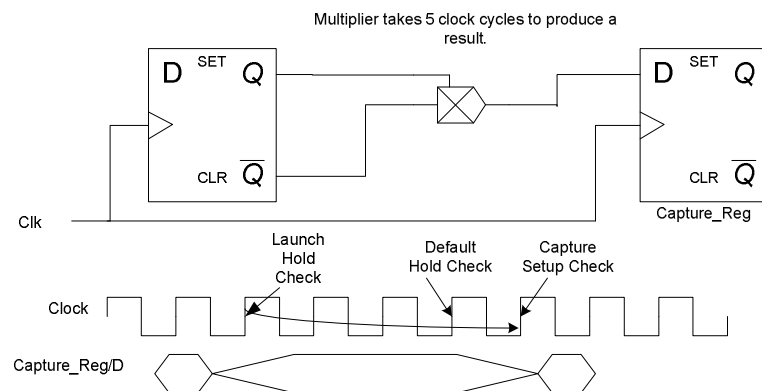 Multiplier takes 5 clock cycles to produce a
result.
D SET Q
CLR Q
D SET Q
CLR Q
Capture_Reg
Clk
Launch
Hold
Check
Default
Hold Check
Capture
Setup Check
Clock
Capture_Reg/D